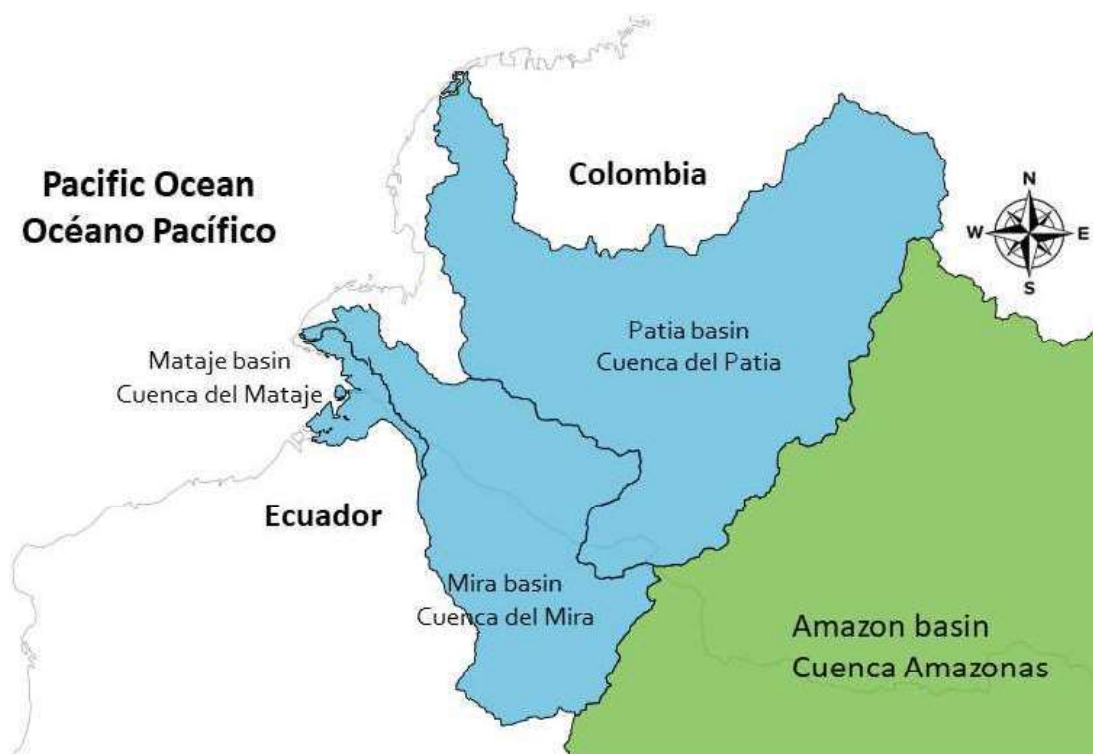 Pacific Ocean
Océano Pacífico
Colombia
N
W
E
S
Mataje basin
Cuenca del Mataje
Patia basin
Cuenca del Patia
Ecuador
Mira basin
Cuenca del Mira
Amazon basin
Cuenca Amazonas